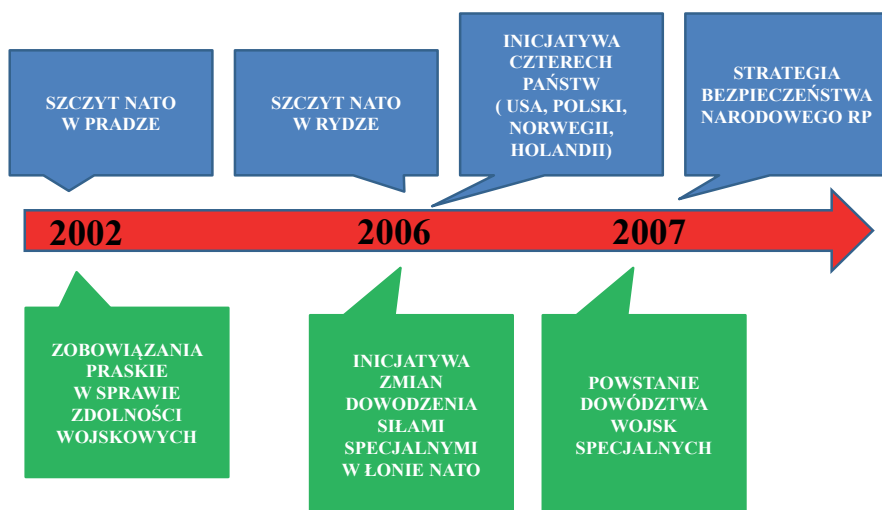 SZCZYT NATO
W PRADZE
SZCZYT NATO
W RYDZE
INICJATYWA
CZTERECH
PAŃSTW
( USA, POLSKI,
NORWEGII,
HOLANDII)
STRATEGIA
BEZPIECZEŃSTWA
NARODOWEGO RP
2002
2006
2007
ZOBOWIĄZANIA
PRASKIE
W SPRAWIE
ZDOLNOŚCI
WOJSKOWYCH
INICJATYWA
ZMIAN
DOWODZENIA
SIŁAMI
SPECJALNYMI
W ŁONIE NATO
POWSTANIE
DOWÓDZTWA
WOJSK
SPECJALNYCH